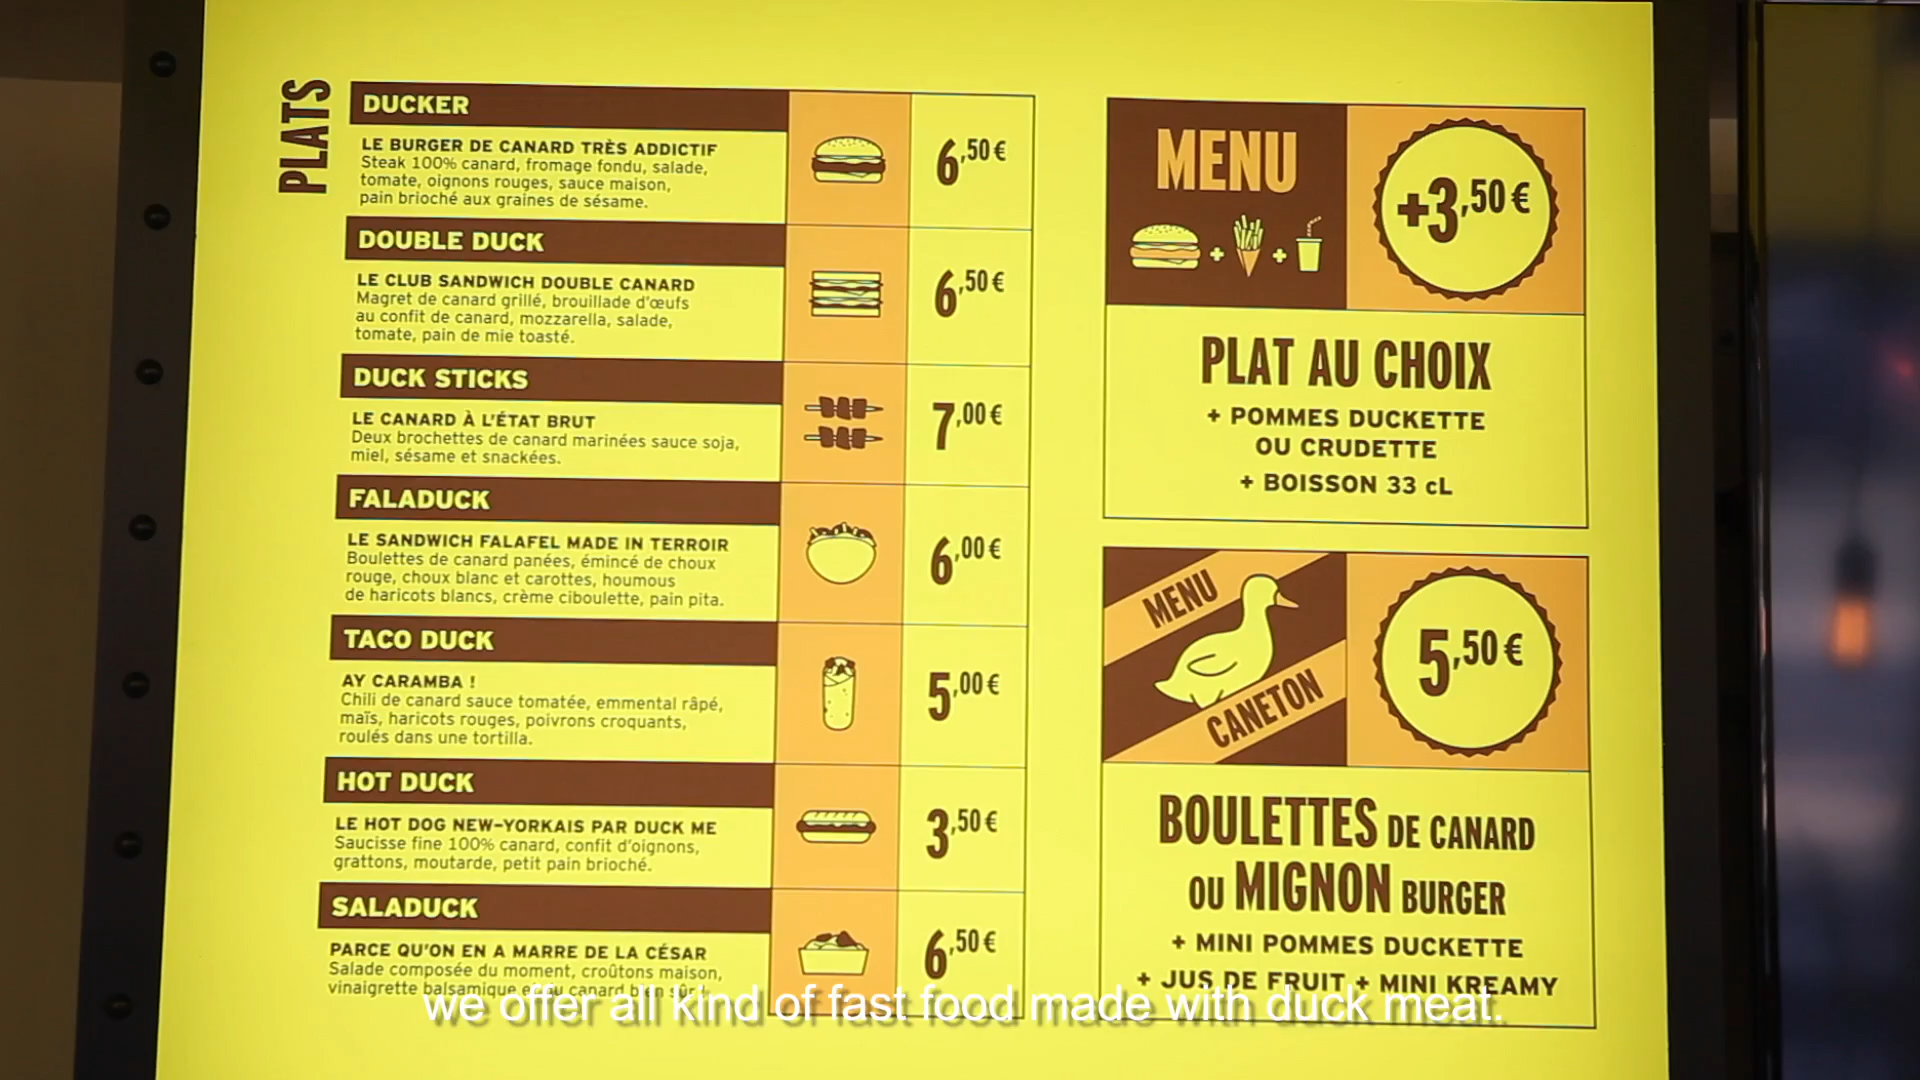 PLATS
DUCKER
LE BURGER DE CANARD TRÈS ADDICTIF
Steak 100% canard, fromage fondu, salade,
tomate, oignons rouges, sauce maison,
pain brioché aux graines de sésame.
6,50€
DOUBLE DUCK
LE CLUB SANDWICH DOUBLE CANARD
Magret de canard grillé, brouillade d'œufs
au confit de canard, mozzarella, salade,
tomate, pain de mie toasté.
6,50€
DUCK STICKS
LE CANARD À L'ÉTAT BRUT
Deux brochettes de canard marinées sauce soja,
miel, sésame et snackées.
7,00€
FALADUCK
LE SANDWICH FALAFEL MADE IN TERROIR
Boulettes de canard panées, émincé de choux
rouge, choux blanc et carottes, houmous
de haricots blancs, crème ciboulette, pain pita.
6,00€
TACO DUCK
AY CARAMBA !
Chili de canard sauce tomatée, emmental râpé,
maïs, haricots rouges, poivrons croquants,
roulés dans une tortilla.
5,00€
HOT DUCK
LE HOT DOG NEW-YORKAIS PAR DUCK ME
Saucisse fine 100% canard, confit d'oignons,
grattons, moutarde, petit pain brioché.
3,50€
SALADUCK
PARCE QU'ON EN A MARRE DE LA CÉSAR
Salade composée du moment, croûtons maison,
vinaigrette balsamique canard bien sûr !
6,50€
MENU
+ +
+3,50€
PLAT AU CHOIX
+ POMMES DUCKETTE
OU CRUDETTE
+ BOISSON 33 cL
MENU
CANETON
5,50€
BOULETTES DE CANARD
OU MIGNON BURGER
+ MINI POMMES DUCKETTE
+ JUS DE FRUIT + MINI KREAMY
we offer all kind of fast food made with duck meat.